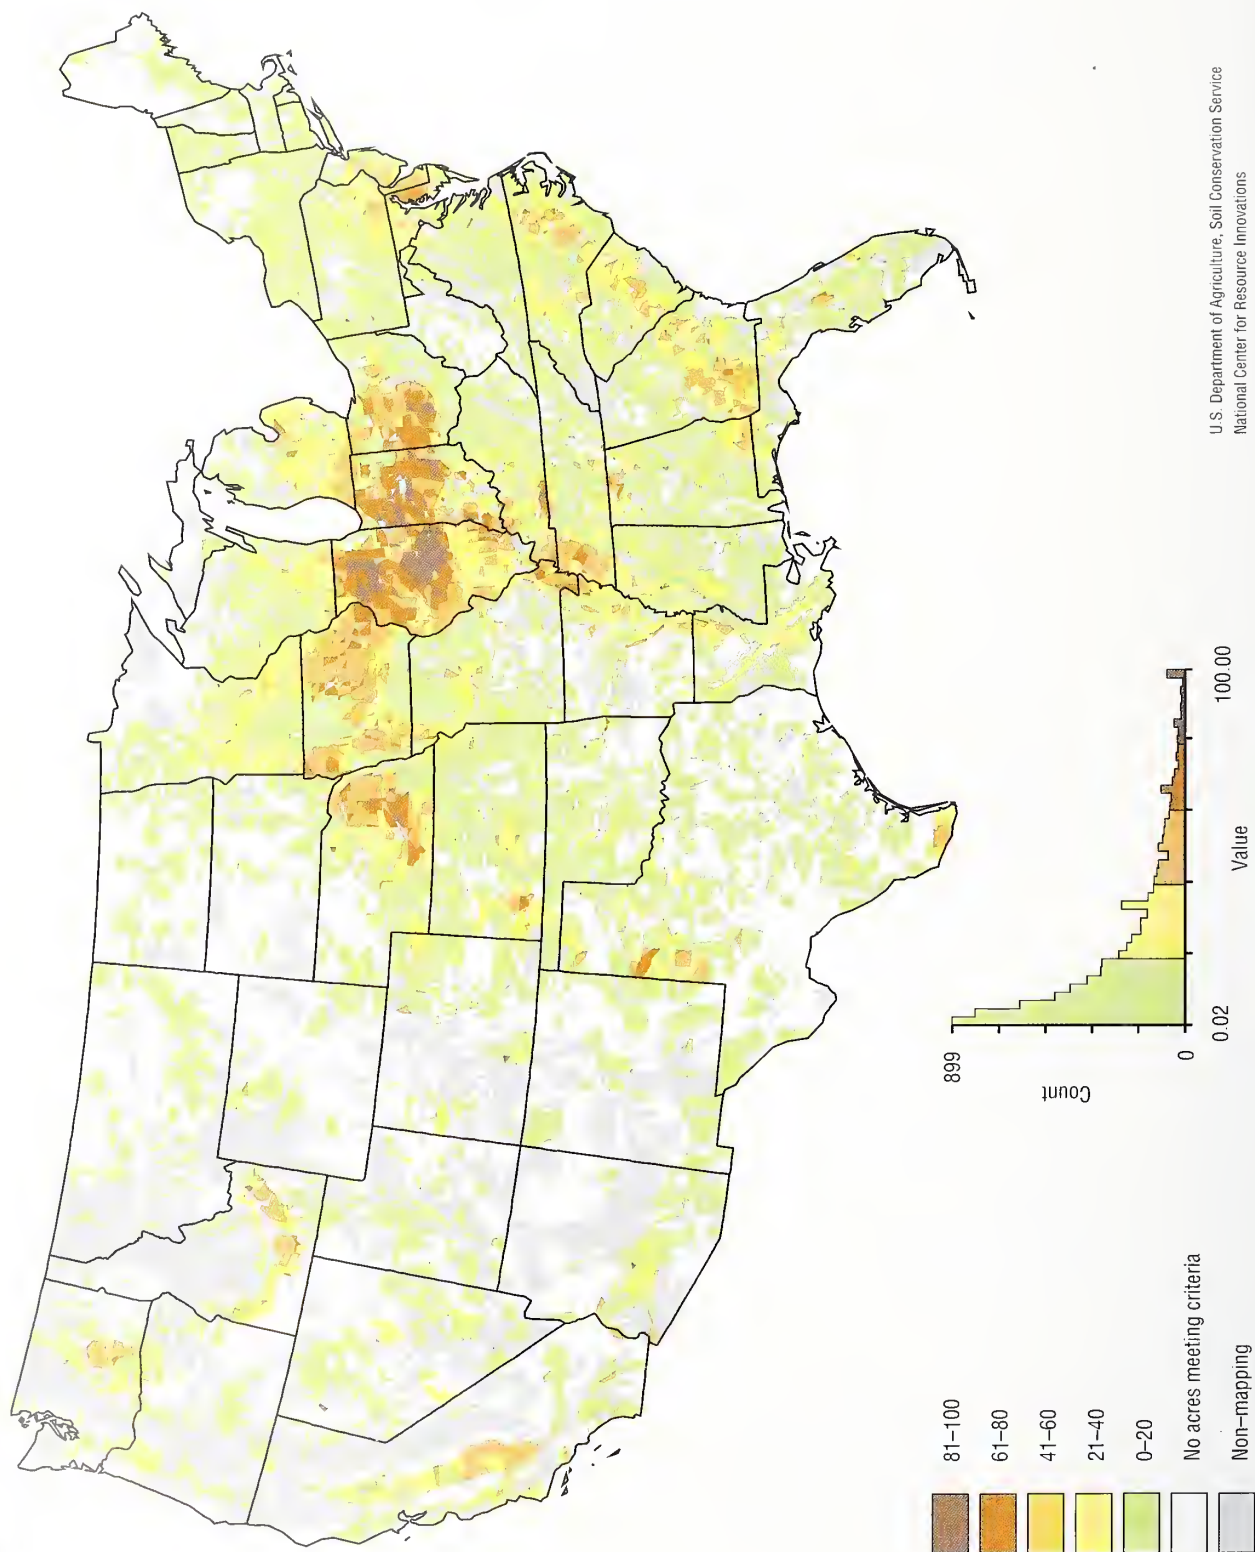 81–100
61–80
41–60
21–40
0–20
No acres meeting criteria
Non–mapping
899
Count
0
0.02
Value
100.00
U.S. Department of Agriculture, Soil Conservation Service
National Center for Resource Innovations